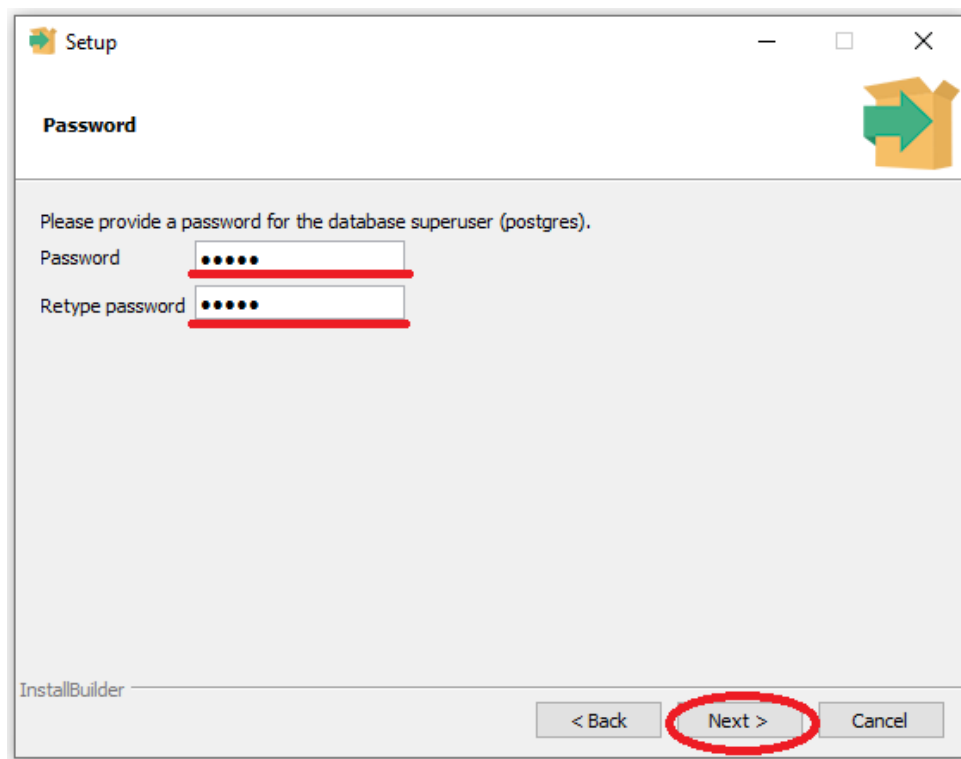 Setup
Password
Please provide a password for the database superuser (postgres).
Password •••••
Retype password •••••
InstallBuilder
< Back Next > Cancel